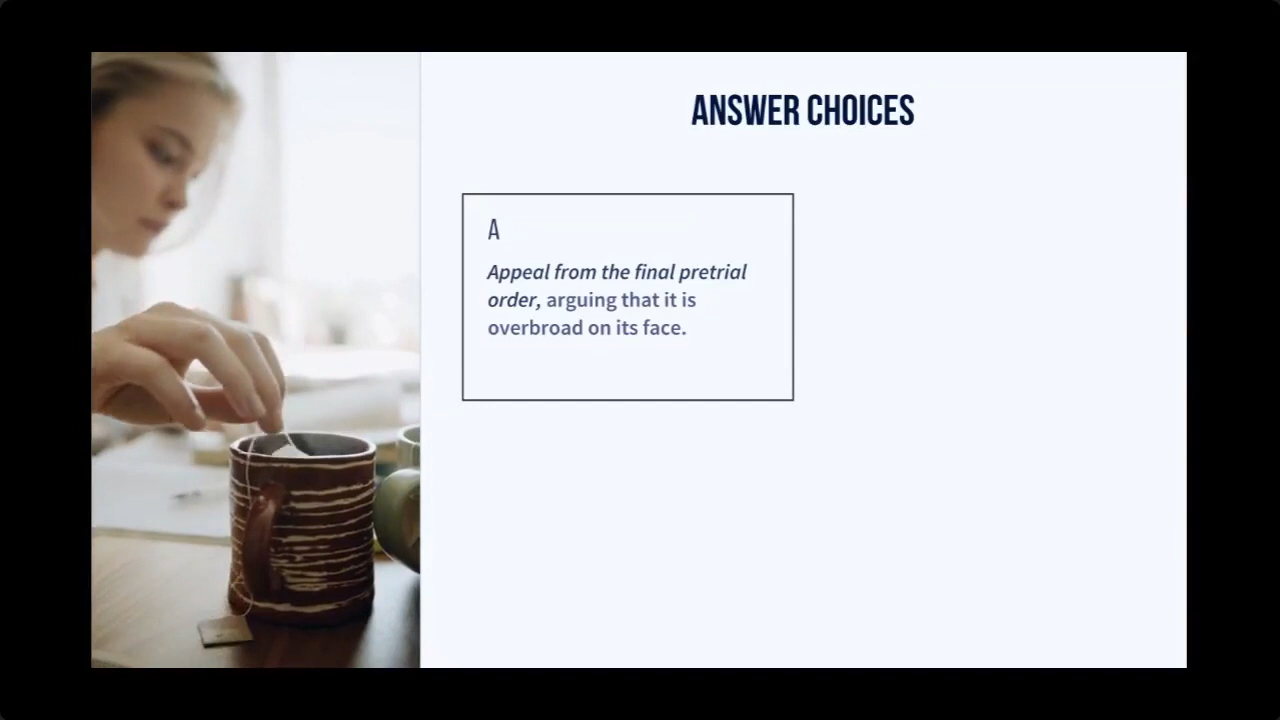 ANSWER CHOICES
A
Appeal from the final pretrial
order, arguing that it is
overbroad on its face.